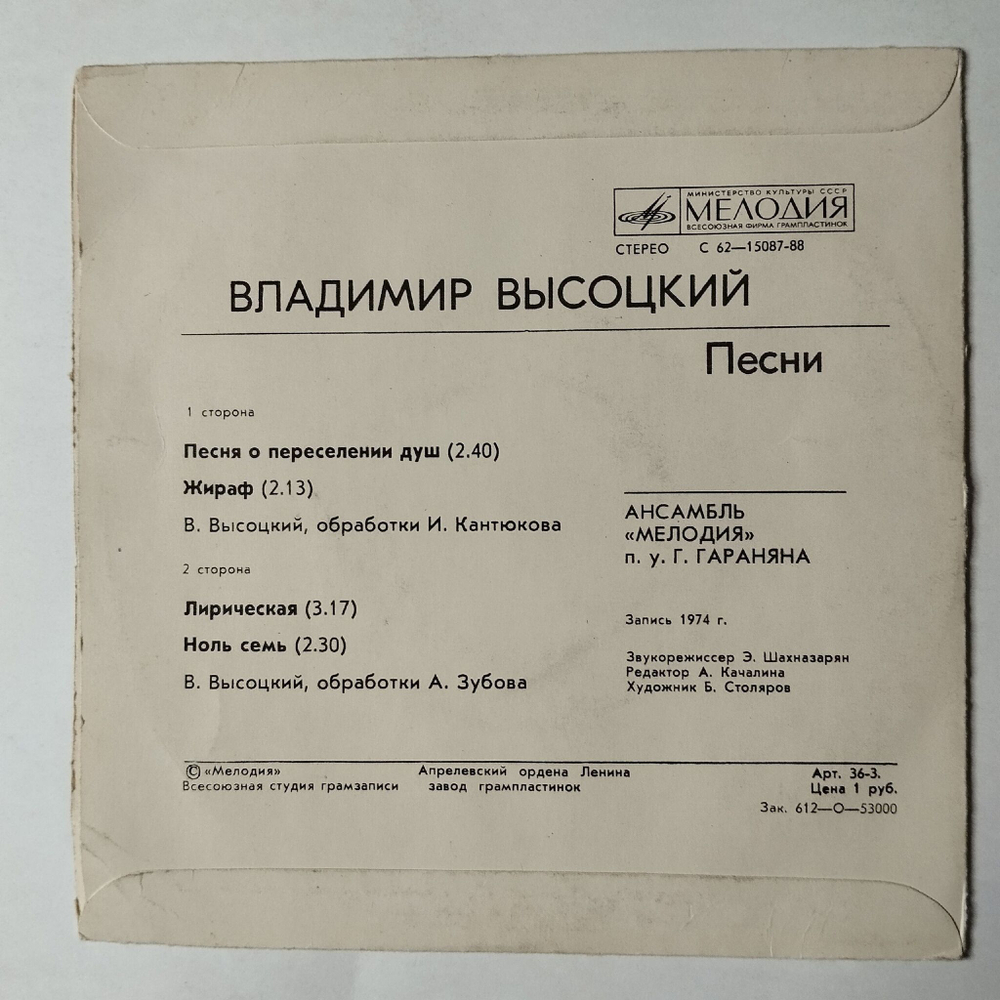 МИНИСТЕРСТВО КУЛЬТУРЫ СССР
МЕЛОДИЯ
ВСЕСОЮЗНАЯ ФИРМА ГРАМПЛАСТИНОК
СТЕРЕО С 62—15087-88
ВЛАДИМИР ВЫСОЦКИЙ
Песни
1 сторона
Песня о переселении душ (2.40)
Жираф (2.13)
В. Высоцкий, обработки И. Кантюкова
2 сторона
Лирическая (3.17)
Ноль семь (2.30)
В. Высоцкий, обработки А. Зубова
АНСАМБЛЬ
«МЕЛОДИЯ»
п. у. Г. ГАРАНЯНА
Запись 1974 г.
Звукорежиссер Э. Шахназарян
Редактор А. Качалина
Художник Б. Столяров
© «Мелодия»
Всесоюзная студия грамзаписи
Апрелевский ордена Ленина
завод грампластинок
Арт. 36-3.
Цена 1 руб.
Зак. 612—О—53000